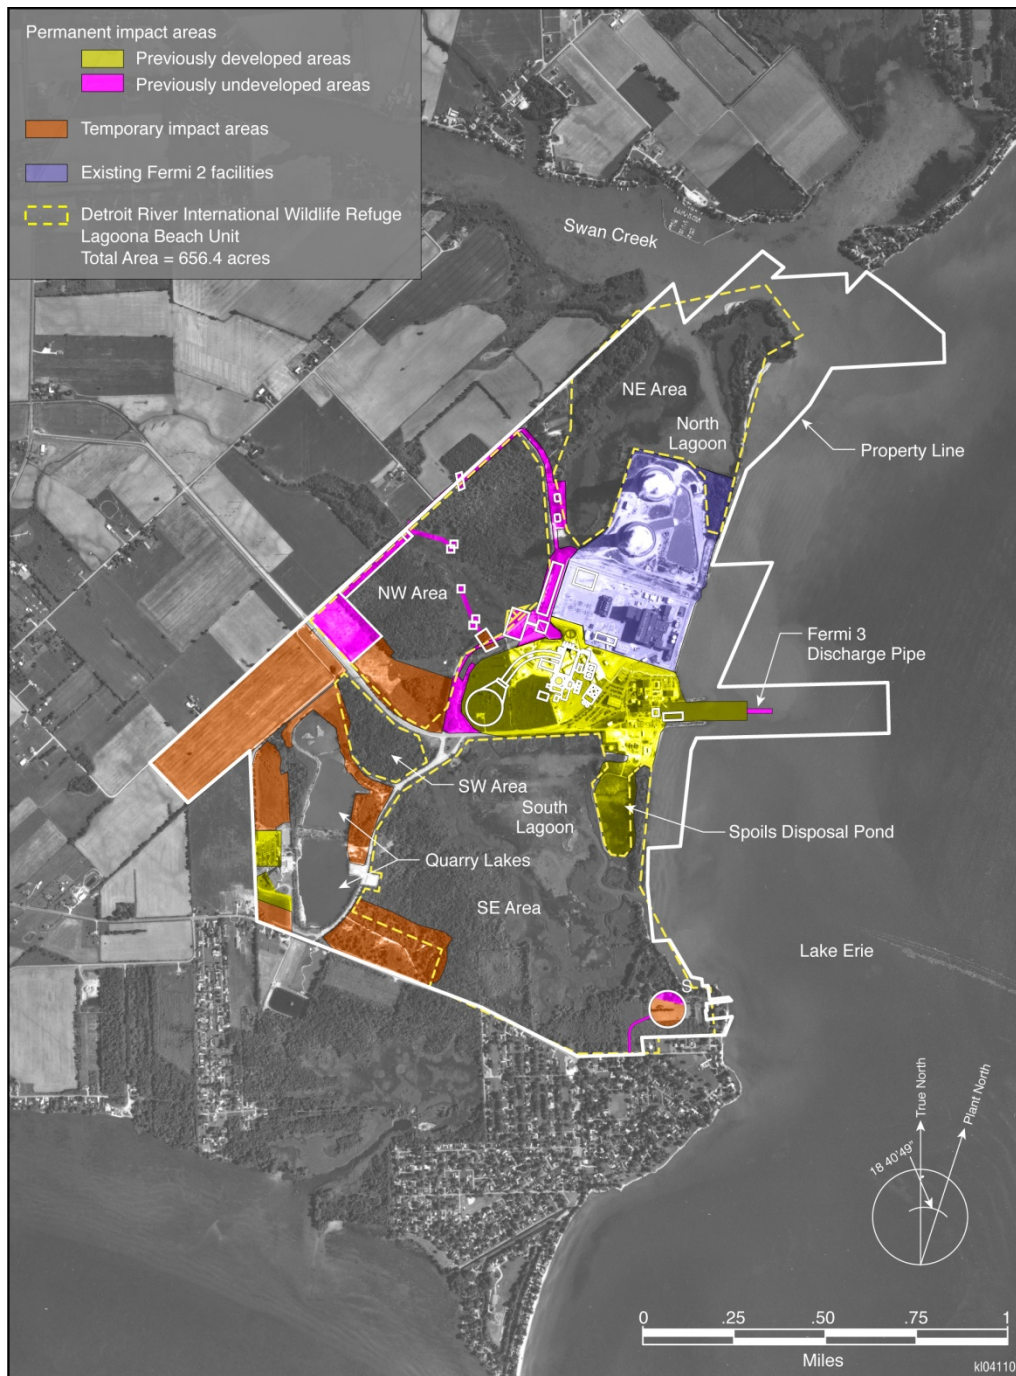 Permanent impact areas
Previously developed areas
Previously undeveloped areas
Temporary impact areas
Existing Fermi 2 facilities
Detroit River International Wildlife Refuge
Lagoona Beach Unit
Total Area = 656.4 acres
Swan Creek
NE Area
North
Lagoon
Property Line
NW Area
Fermi 3
Discharge Pipe
SW Area
South
Lagoon
Spoils Disposal Pond
Quarry Lakes
SE Area
Lake Erie
S
True North
Plant North
18 40'49"
0 .25 .50 .75 1
Miles
kl04110